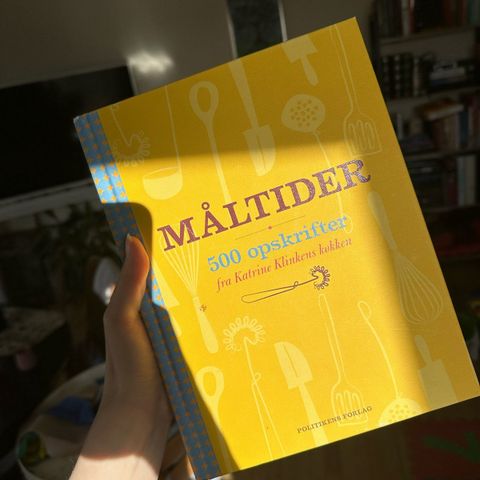 MÅLTIDER
500 opskrifter
fra Katrine Klinkens køkken
POLITIKENS FORLAG